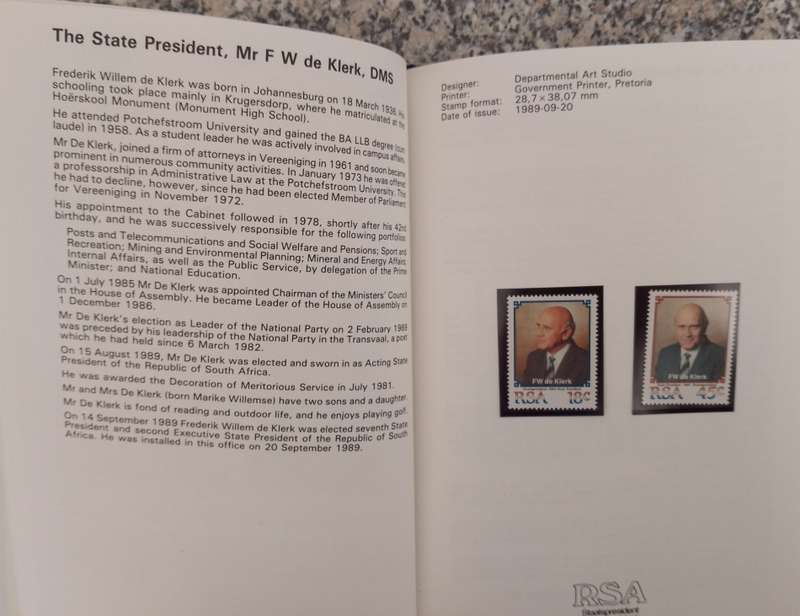 The State President, Mr F W de Klerk, DMS
Frederik Willem de Klerk was born in Johannesburg on 18 March 1936. His
schooling took place mainly in Krugersdorp, where he matriculated at the
Hoërskool Monument (Monument High School).
He attended Potchefstroom University and gained the BA LLB degree (cum
laude) in 1958. As a student leader he was actively involved in campus affairs.
Mr De Klerk, joined a firm of attorneys in Vereeniging in 1961 and soon became
prominent in numerous community activities. In January 1973 he was offered
a professorship in Administrative Law at the Potchefstroom University. This
he had to decline, however, since he had been elected Member of Parliament
for Vereeniging in November 1972.
His appointment to the Cabinet followed in 1978, shortly after his 42nd
birthday, and he was successively responsible for the following portfolios:
Posts and Telecommunications and Social Welfare and Pensions; Sport and
Recreation; Mining and Environmental Planning; Mineral and Energy Affairs;
Internal Affairs, as well as the Public Service, by delegation of the Prime
Minister; and National Education.
On 1 July 1985 Mr De Klerk was appointed Chairman of the Ministers' Council
in the House of Assembly. He became Leader of the House of Assembly on
1 December 1986.
Mr De Klerk's election as Leader of the National Party on 2 February 1989
was preceded by his leadership of the National Party in the Transvaal, a post
which he had held since 6 March 1982.
On 15 August 1989, Mr De Klerk was elected and sworn in as Acting State
President of the Republic of South Africa.
He was awarded the Decoration of Meritorious Service in July 1981.
Mr and Mrs De Klerk (born Marike Willemse) have two sons and a daughter.
Mr De Klerk is fond of reading and outdoor life, and he enjoys playing golf.
On 14 September 1989 Frederik Willem de Klerk was elected seventh State
President and second Executive State President of the Republic of South
Africa. He was installed in this office on 20 September 1989.
Designer: Departmental Art Studio
Printer: Government Printer, Pretoria
Stamp format: 28,7 × 38,07 mm
Date of issue: 1989-09-20
FW de Klerk
RSA 18c
FW de Klerk
RSA 45c
RSA
Staatspresident